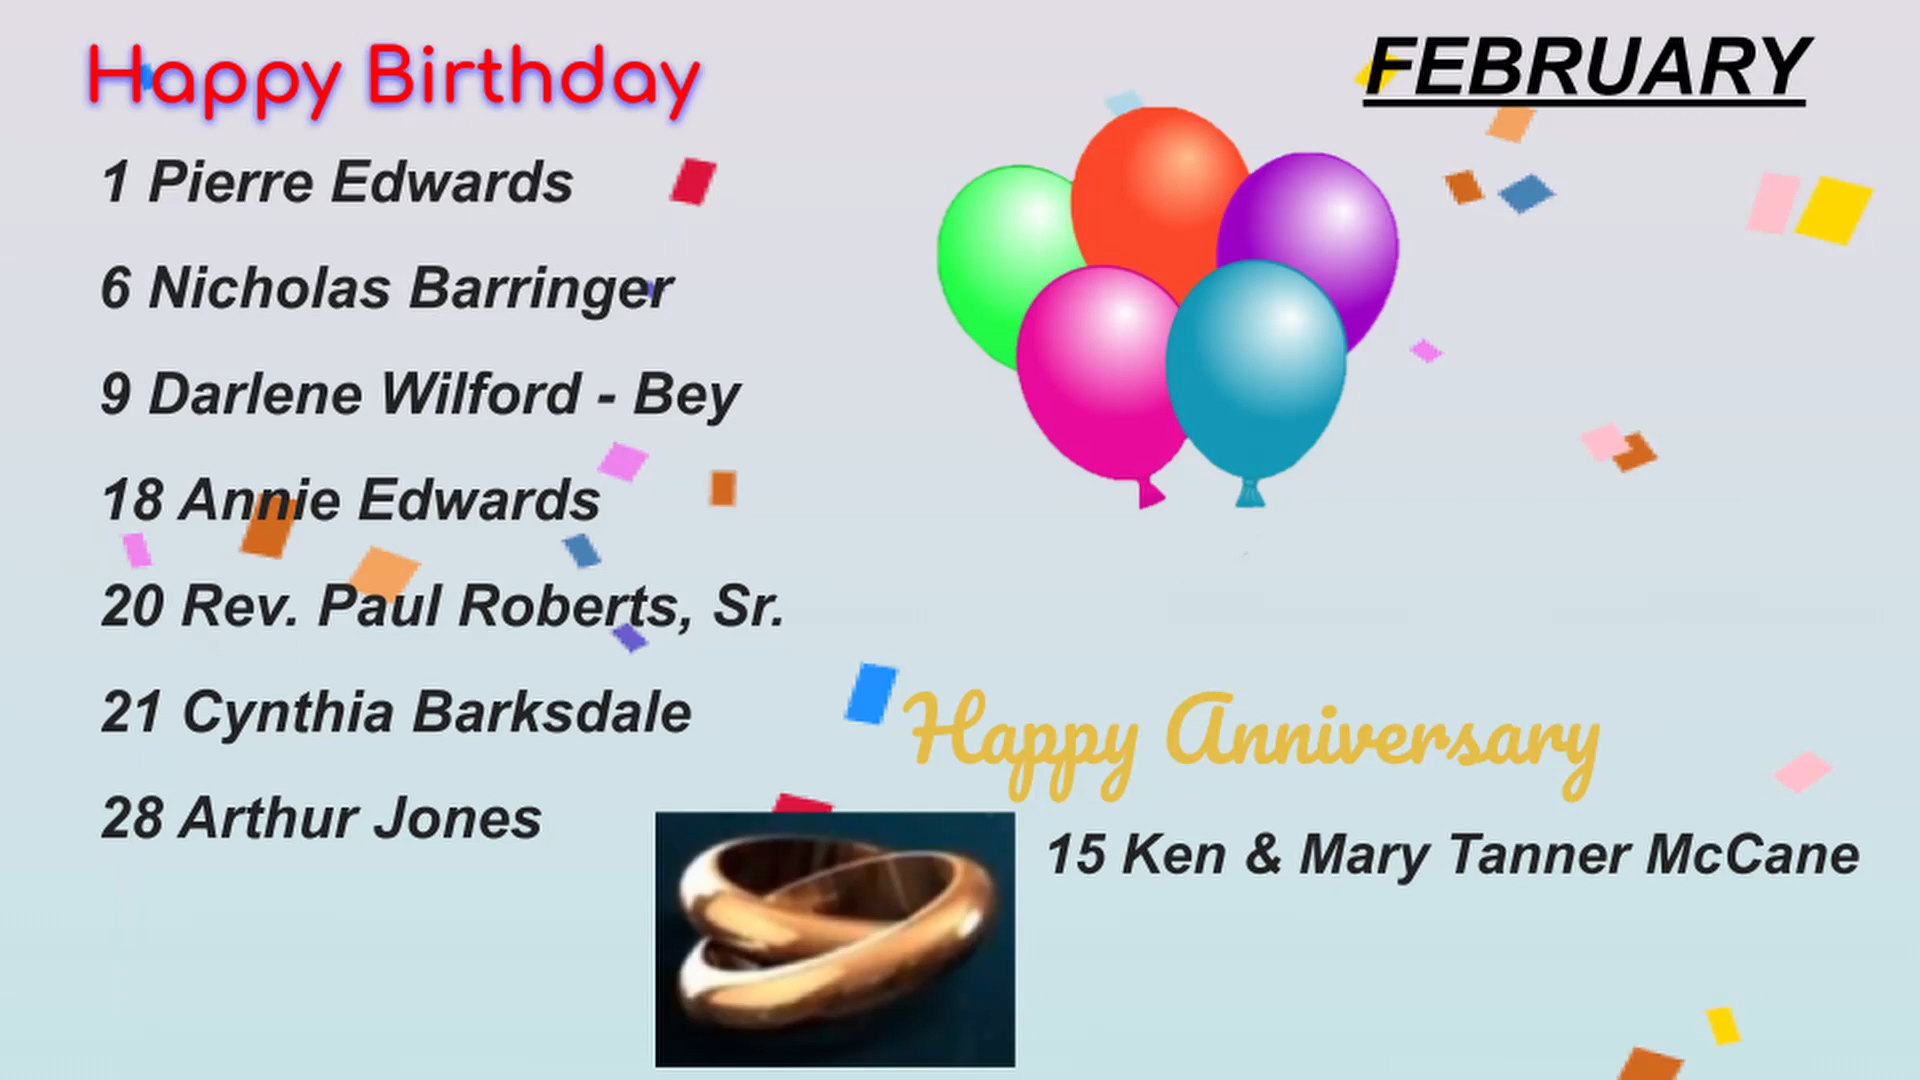 Happy Birthday
FEBRUARY
1 Pierre Edwards
6 Nicholas Barringer
9 Darlene Wilford - Bey
18 Annie Edwards
20 Rev. Paul Roberts, Sr.
21 Cynthia Barksdale
28 Arthur Jones
Happy Anniversary
15 Ken & Mary Tanner McCane